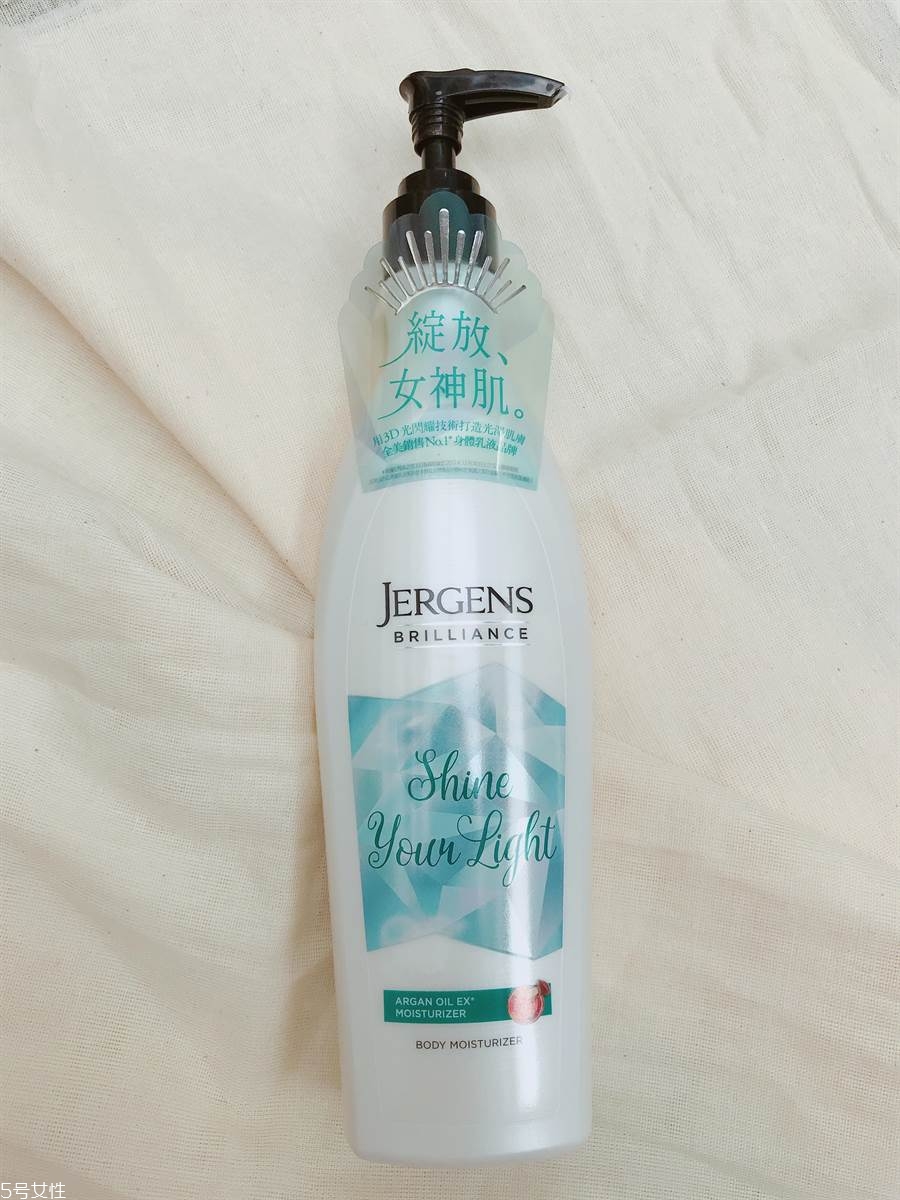 綻放、
女神肌。
3D光閃耀技術打造光澤肌膚
全美銷售No.1*身體乳液品牌
JERGENS
BRILLIANCE
Shine
Your Light
ARGAN OIL EX*
MOISTURIZER
BODY MOISTURIZER
5号女性